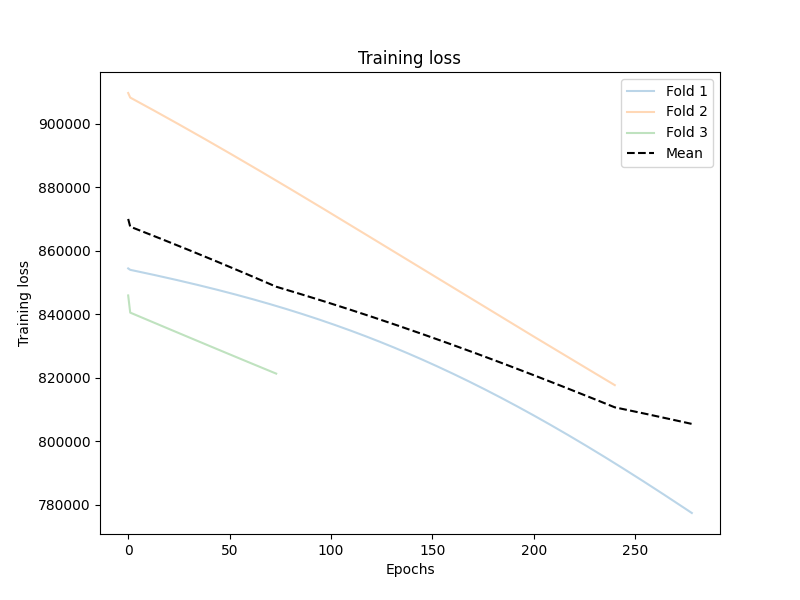 Training loss
Fold 1
Fold 2
Fold 3
Mean
Training loss
900000
880000
860000
840000
820000
800000
780000
0 50 100 150 200 250
Epochs